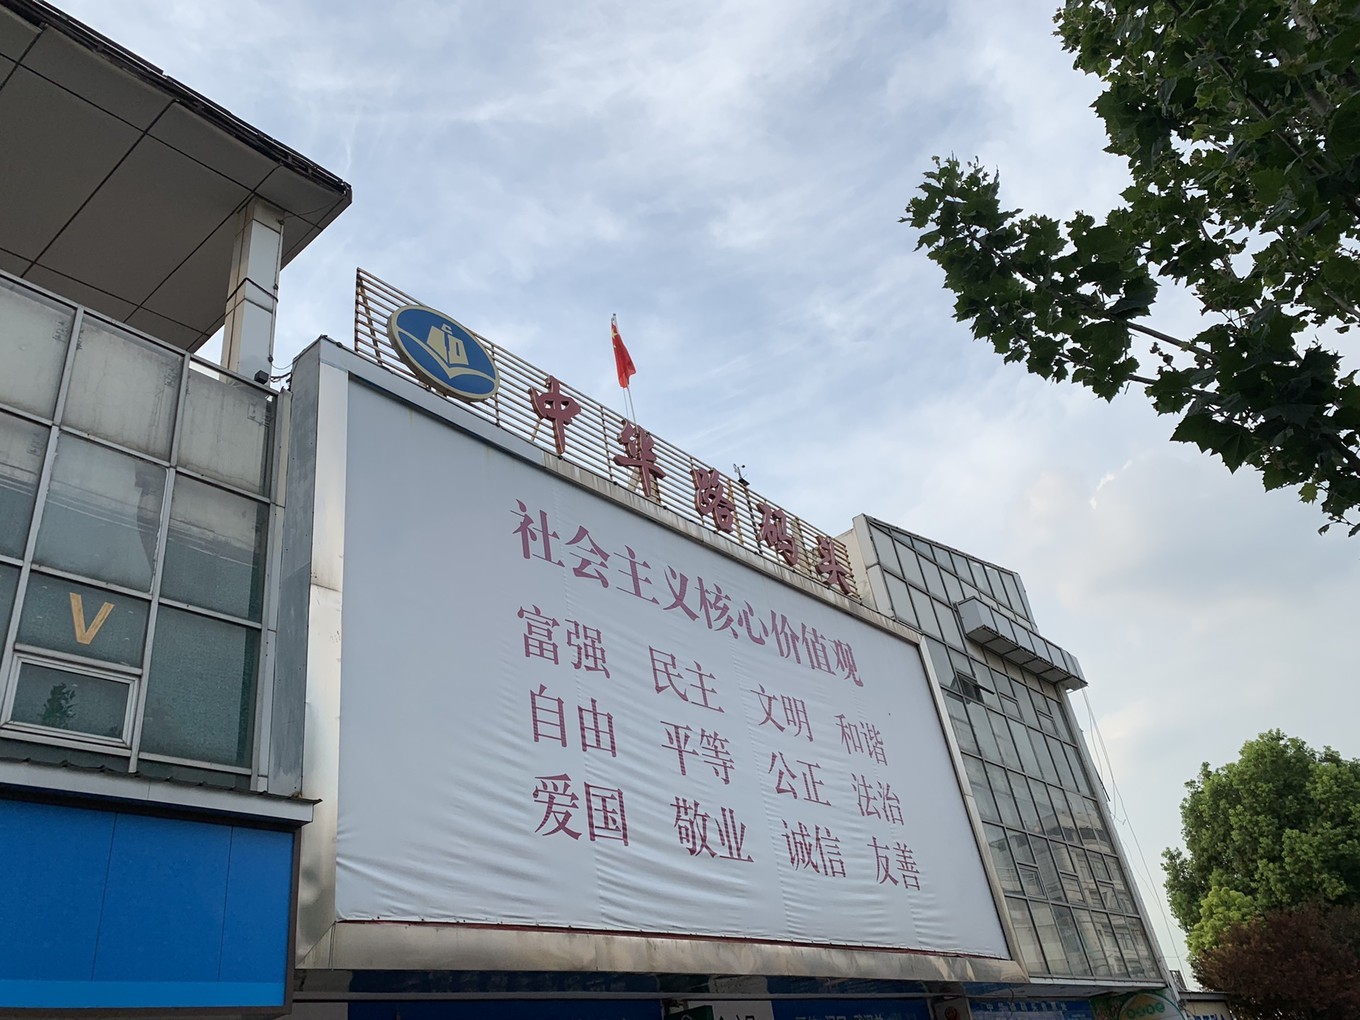 中华路码头
社会主义核心价值观
富强 民主 文明 和谐
自由 平等 公正 法治
爱国 敬业 诚信 友善
V